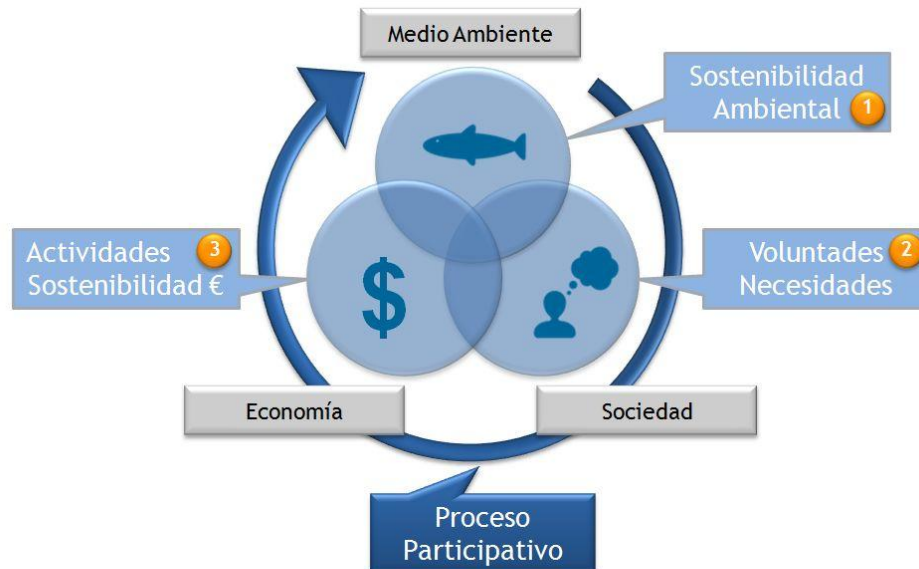 Medio Ambiente
Sostenibilidad
Ambiental 1
Actividades 3
Sostenibilidad €
Voluntades 2
Necesidades
$
Economía
Sociedad
Proceso
Participativo